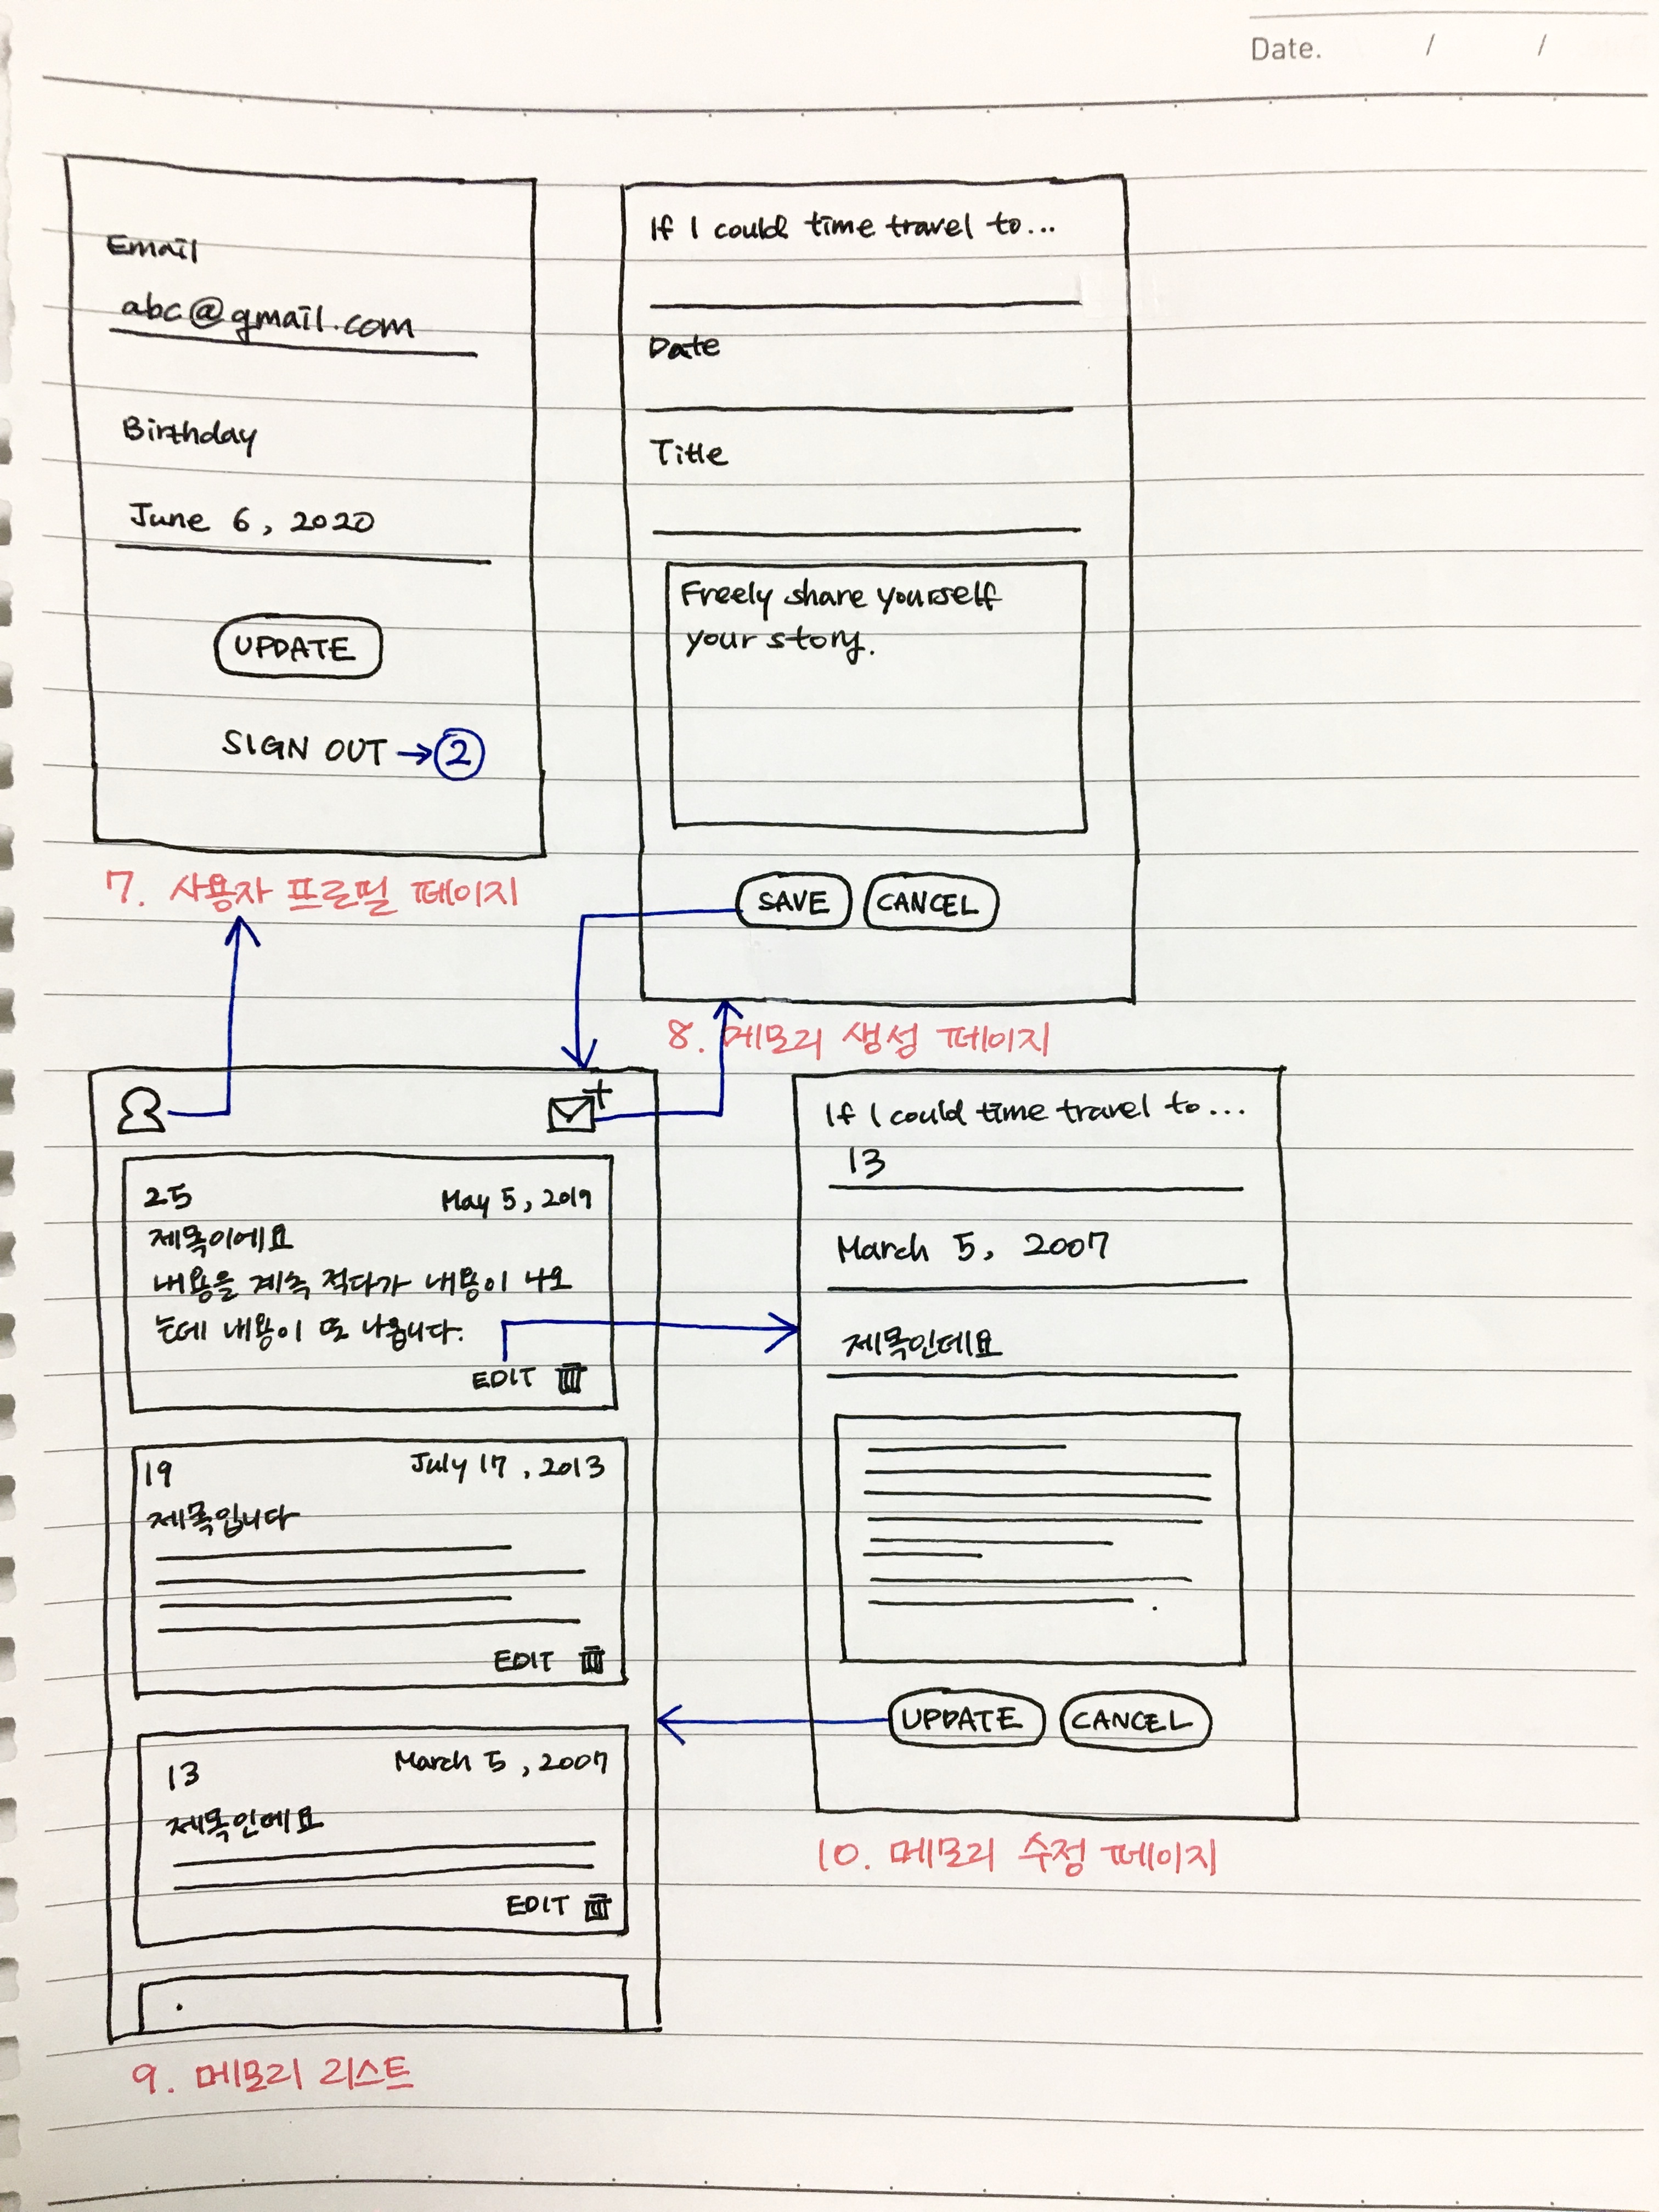 Date. / /
Email
abc@gmail.com
Birthday
June 6, 2020
UPDATE
SIGN OUT → 2
7. 사용자 프로필 페이지
If I could time travel to...
Date
Title
Freely share yourself
your story.
SAVE CANCEL
8. 메모리 생성 페이지
25 May 5, 2019
제목이에요
내용을 계속 적다가 내용이 나오
는데 내용이 또 나옵니다.
EDIT
19 July 17, 2013
제목입니다
EDIT
13 March 5, 2007
제목인데요
EDIT
9. 메모리 리스트
If I could time travel to...
13
March 5, 2007
제목인데요
UPDATE CANCEL
10. 메모리 수정 페이지